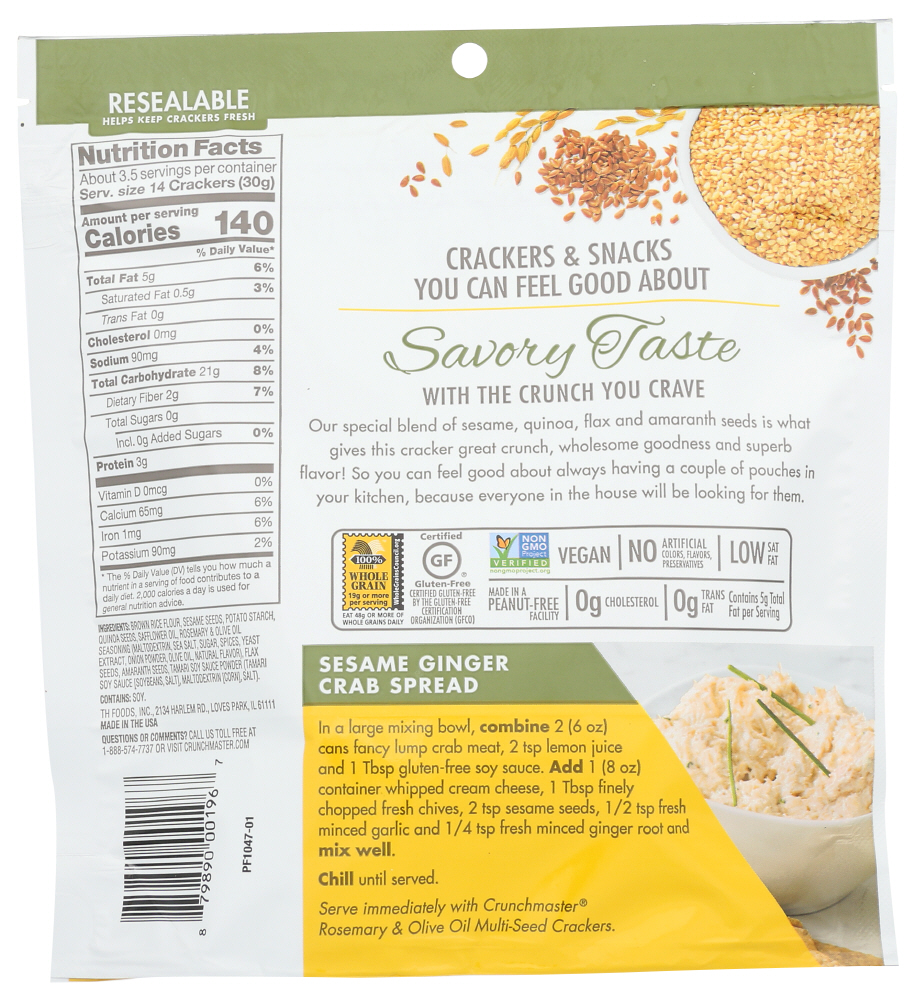 RESEALABLE
HELPS KEEP CRACKERS FRESH
Nutrition Facts
About 3.5 servings per container
Serv. size 14 Crackers (30g)
Amount per serving
Calories 140
% Daily Value*
Total Fat 5g 6%
Saturated Fat 0.5g 3%
Trans Fat 0g
Cholesterol 0mg 0%
Sodium 90mg 4%
Total Carbohydrate 21g 8%
Dietary Fiber 2g 7%
Total Sugars 0g
Incl. 0g Added Sugars 0%
Protein 3g
Vitamin D 0mcg 0%
Calcium 65mg 6%
Iron 1mg 6%
Potassium 90mg 2%
* The % Daily Value (DV) tells you how much a
nutrient in a serving of food contributes to a
daily diet. 2,000 calories a day is used for
general nutrition advice.
INGREDIENTS: BROWN RICE FLOUR, SESAME SEEDS, POTATO STARCH,
QUINOA SEEDS, SAFFLOWER OIL, ROSEMARY & OLIVE OIL
SEASONING (MALTODEXTRIN, SEA SALT, SUGAR, SPICES, YEAST
EXTRACT, ONION POWDER, OLIVE OIL, NATURAL FLAVOR), FLAX
SEEDS, AMARANTH SEEDS, TAMARI SOY SAUCE POWDER (TAMARI
SOY SAUCE [SOYBEANS, SALT], MALTODEXTRIN [CORN], SALT).
CONTAINS: SOY.
TH FOODS, INC., 2134 HARLEM RD., LOVES PARK, IL 61111
MADE IN THE USA
QUESTIONS OR COMMENTS? CALL US TOLL FREE AT
1-888-574-7737 OR VISIT CRUNCHMASTER.COM
8 79890 00196 7
PF1047-01
CRACKERS & SNACKS
YOU CAN FEEL GOOD ABOUT
Savory Taste
WITH THE CRUNCH YOU CRAVE
Our special blend of sesame, quinoa, flax and amaranth seeds is what
gives this cracker great crunch, wholesome goodness and superb
flavor! So you can feel good about always having a couple of pouches in
your kitchen, because everyone in the house will be looking for them.
100%
WHOLE
GRAIN
19g or more
per serving
WholeGrainsCouncil.org
EAT 48g OR MORE OF
WHOLE GRAINS DAILY
Certified
GF®
Gluten-Free
CERTIFIED GLUTEN-FREE
BY THE GLUTEN-FREE
CERTIFICATION
ORGANIZATION (GFCO)
NON
GMO
Project
VERIFIED
nongmoproject.org
VEGAN
NO ARTIFICIAL
COLORS, FLAVORS,
PRESERVATIVES
LOW SAT
FAT
MADE IN A
PEANUT-FREE
FACILITY
0g CHOLESTEROL
0g TRANS
FAT
Contains 5g Total
Fat per Serving
SESAME GINGER
CRAB SPREAD
In a large mixing bowl, combine 2 (6 oz)
cans fancy lump crab meat, 2 tsp lemon juice
and 1 Tbsp gluten-free soy sauce. Add 1 (8 oz)
container whipped cream cheese, 1 Tbsp finely
chopped fresh chives, 2 tsp sesame seeds, 1/2 tsp fresh
minced garlic and 1/4 tsp fresh minced ginger root and
mix well.
Chill until served.
Serve immediately with Crunchmaster®
Rosemary & Olive Oil Multi-Seed Crackers.